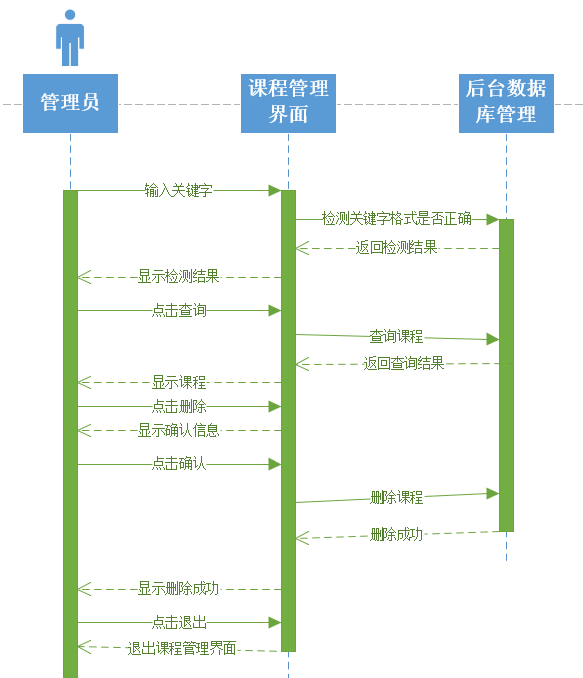 管理员
课程管理
界面
后台数据
库管理
输入关键字
检测关键字格式是否正确
返回检测结果
显示检测结果
点击查询
查询课程
返回查询结果
显示课程
点击删除
显示确认信息
点击确认
删除课程
删除成功
显示删除成功
点击退出
退出课程管理界面